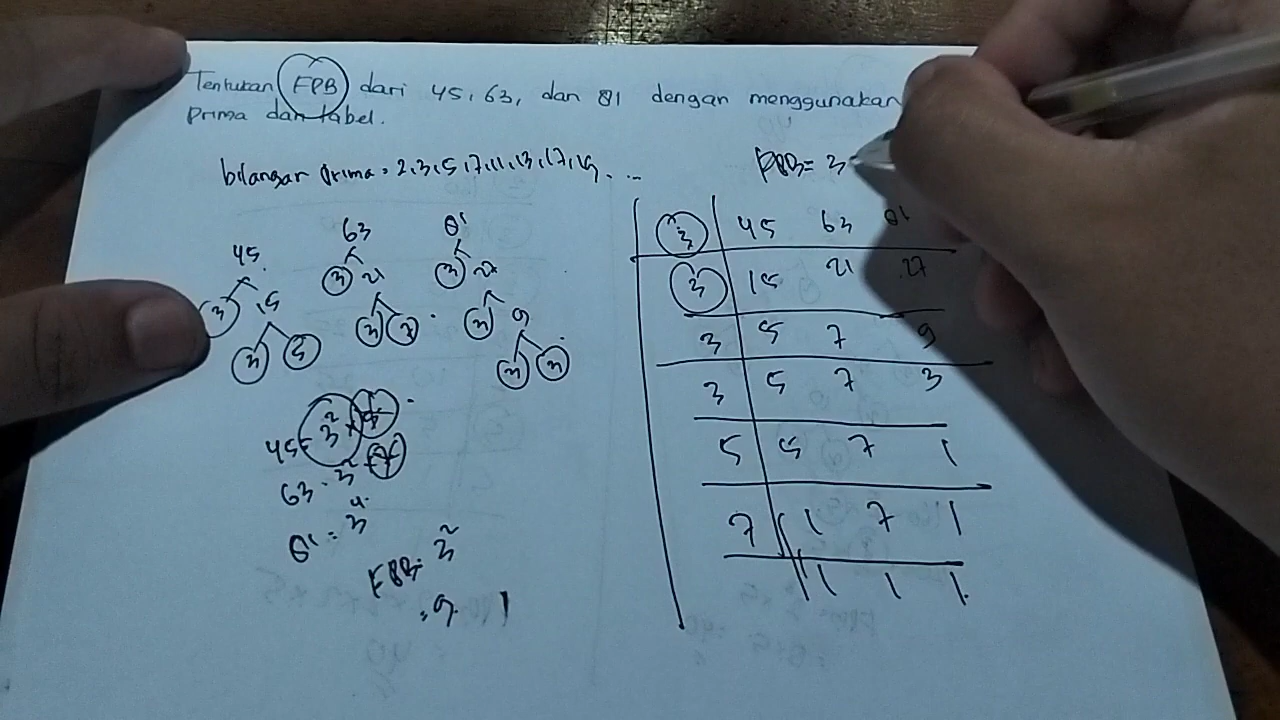 Tentukan FPB dari 45, 63, dan 81 dengan menggunakan
prima dan tabel.
bilangan prima = 2,3,5,7,11,13,17,19, ...
45
3 15
3 5
63
3 21
3 7
81
3 27
3 9
3 3
45 = 3² × 5
63 = 3² × 7
81 = 3⁴
FPB = 3²
= 9
FPB = 3
3 45 63 81
3 15 21 27
3 5 7 9
3 5 7 3
5 5 7 1
7 1 7 1
1 1 1